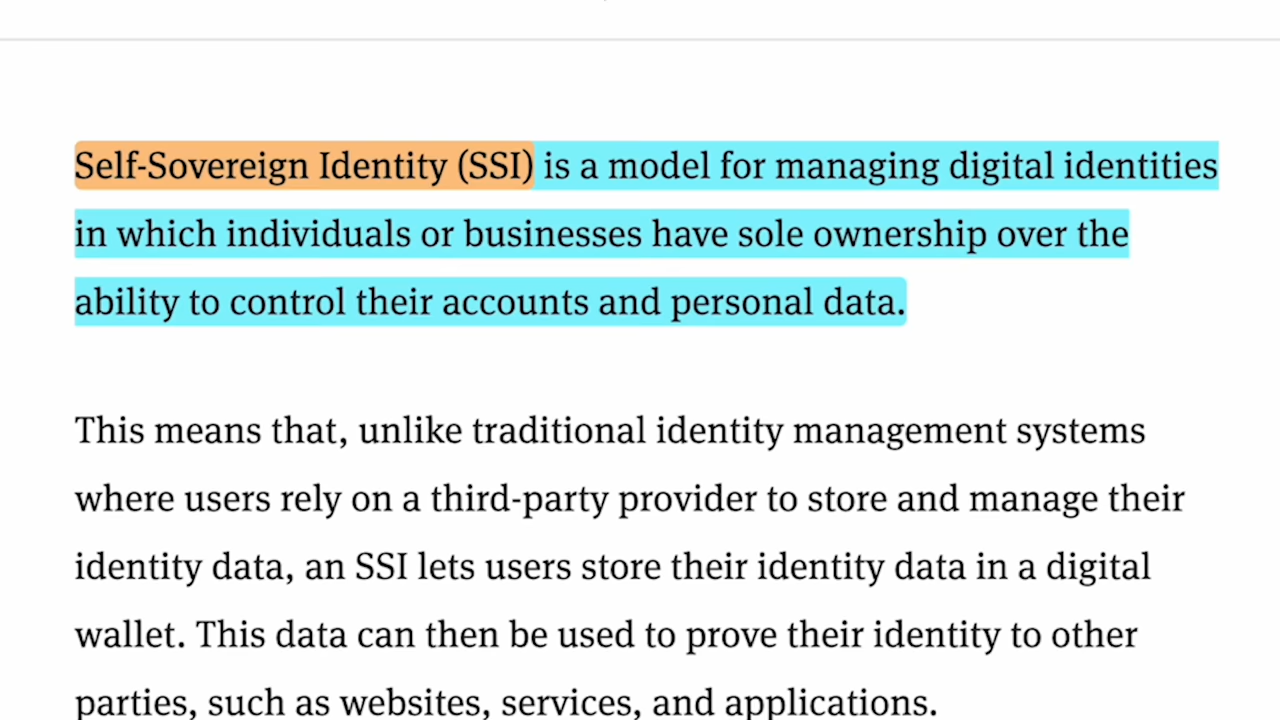 Self-Sovereign Identity (SSI) is a model for managing digital identities
in which individuals or businesses have sole ownership over the
ability to control their accounts and personal data.
This means that, unlike traditional identity management systems
where users rely on a third-party provider to store and manage their
identity data, an SSI lets users store their identity data in a digital
wallet. This data can then be used to prove their identity to other
parties, such as websites, services, and applications.